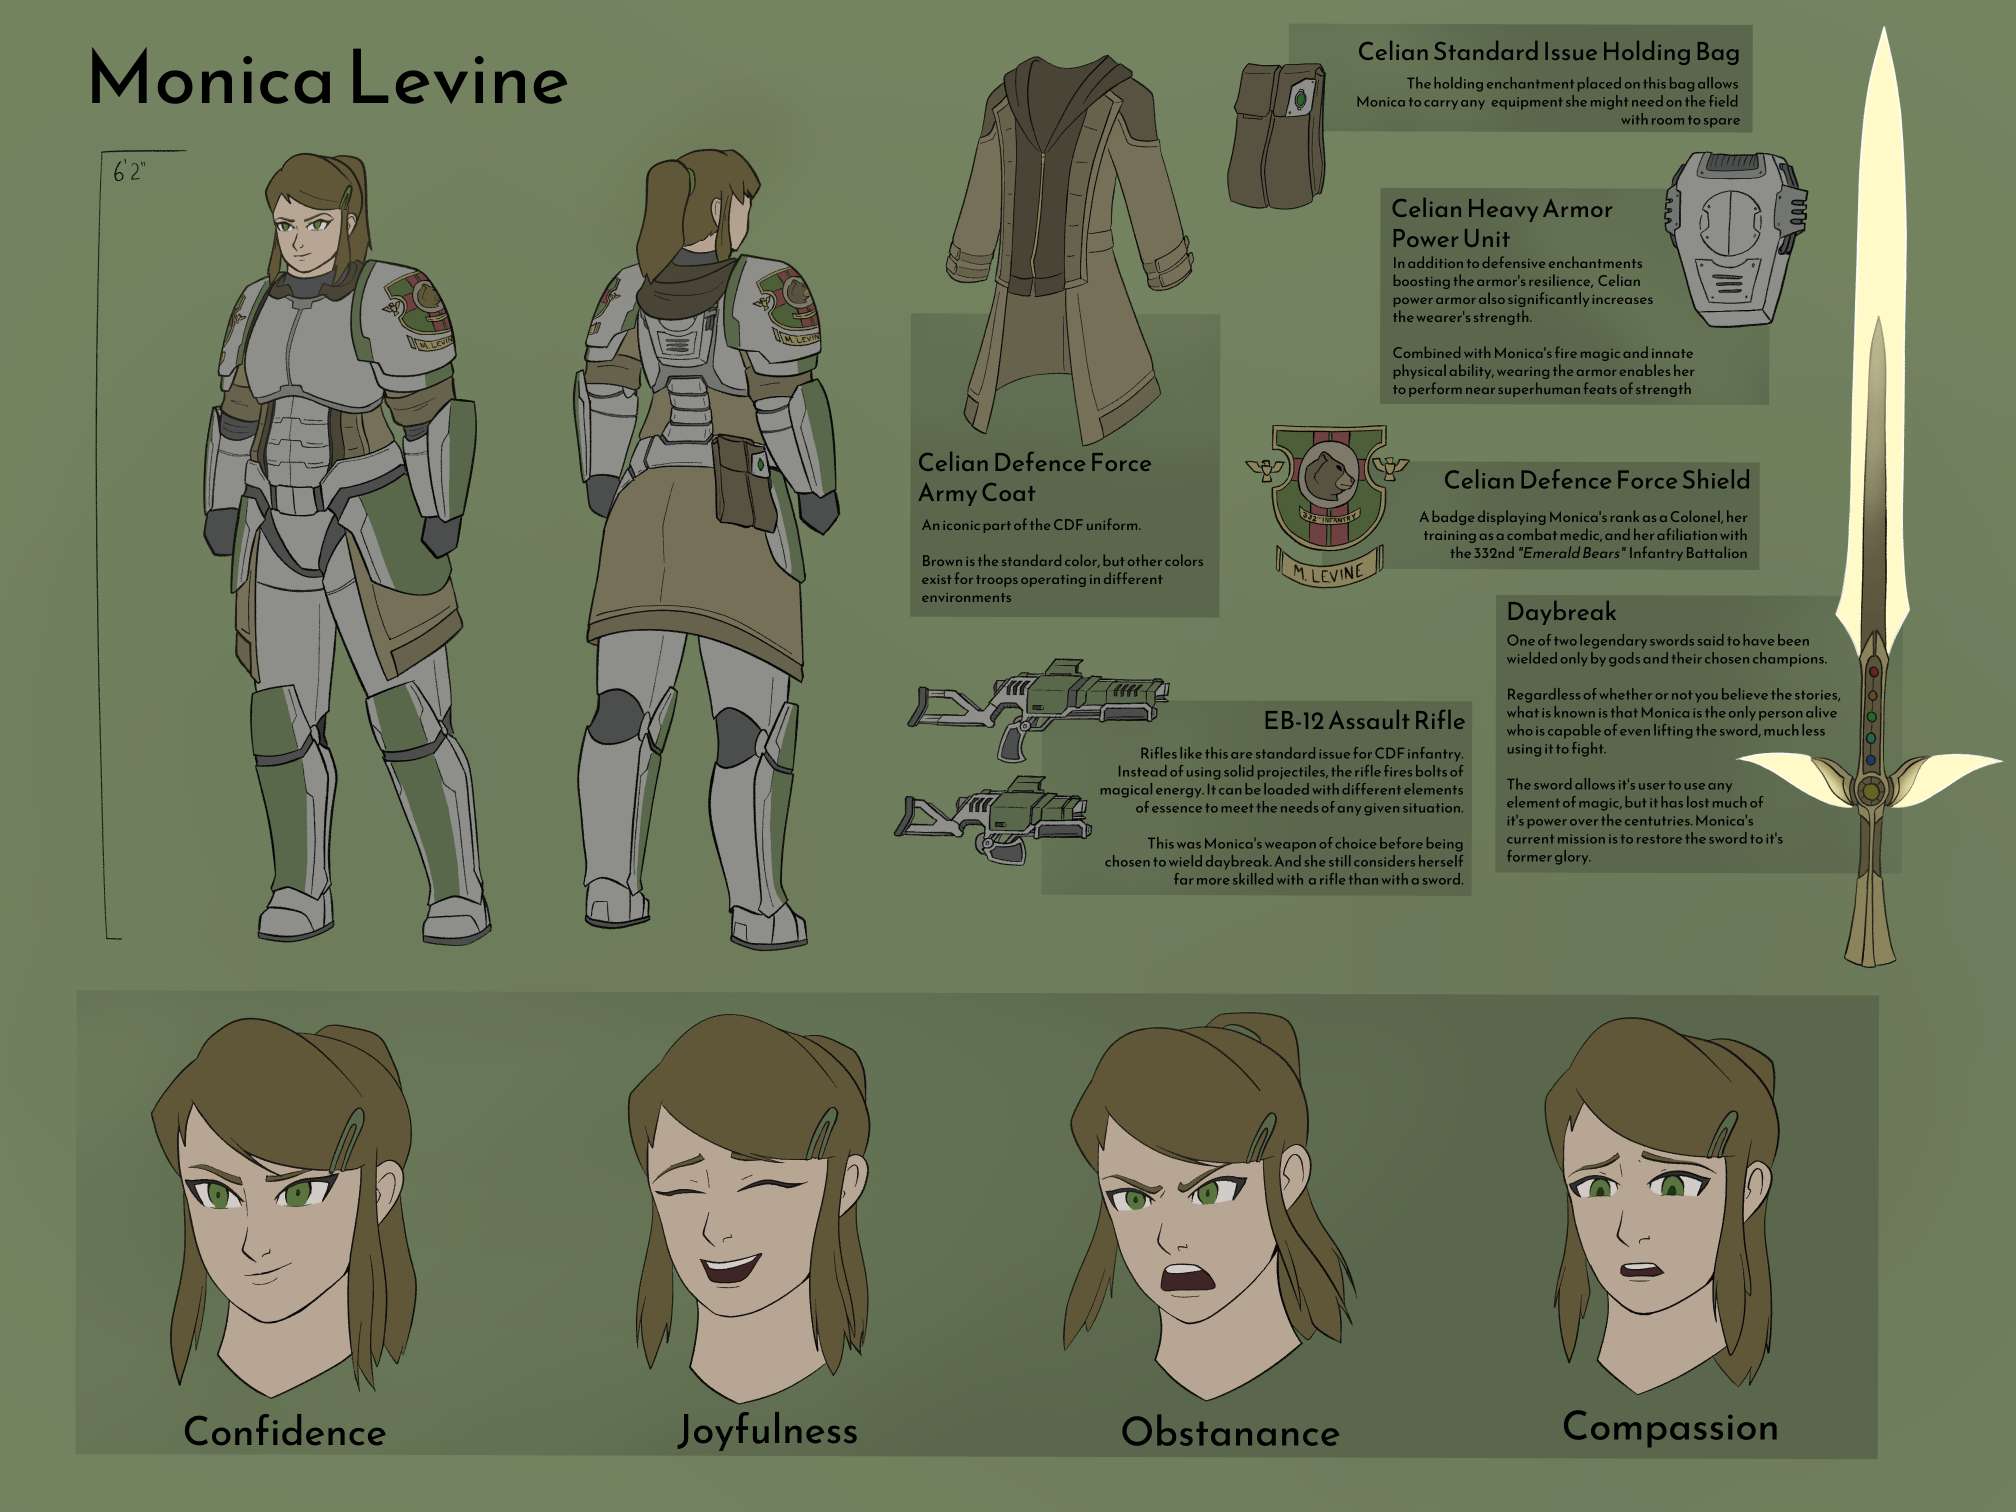 Monica Levine
6'2"
M. LEVINE
M. LEVINE
Celian Standard Issue Holding Bag
The holding enchantment placed on this bag allows
Monica to carry any equipment she might need on the field
with room to spare
Celian Heavy Armor
Power Unit
In addition to defensive enchantments
boosting the armor's resilience, Celian
power armor also significantly increases
the wearer's strength.
Combined with Monica's fire magic and innate
physical ability, wearing the armor enables her
to perform near superhuman feats of strength
Celian Defence Force
Army Coat
An iconic part of the CDF uniform.
Brown is the standard color, but other colors
exist for troops operating in different
environments
332nd INFANTRY
M. LEVINE
Celian Defence Force Shield
A badge displaying Monica's rank as a Colonel, her
training as a combat medic, and her afiliation with
the 332nd "Emerald Bears" Infantry Battalion
EB-12 Assault Rifle
Rifles like this are standard issue for CDF infantry.
Instead of using solid projectiles, the rifle fires bolts of
magical energy. It can be loaded with different elements
of essence to meet the needs of any given situation.
This was Monica's weapon of choice before being
chosen to wield daybreak. And she still considers herself
far more skilled with a rifle than with a sword.
Daybreak
One of two legendary swords said to have been
wielded only by gods and their chosen champions.
Regardless of whether or not you believe the stories,
what is known is that Monica is the only person alive
who is capable of even lifting the sword, much less
using it to fight.
The sword allows it's user to use any
element of magic, but it has lost much of
it's power over the centutries. Monica's
current mission is to restore the sword to it's
former glory.
Confidence
Joyfulness
Obstanance
Compassion